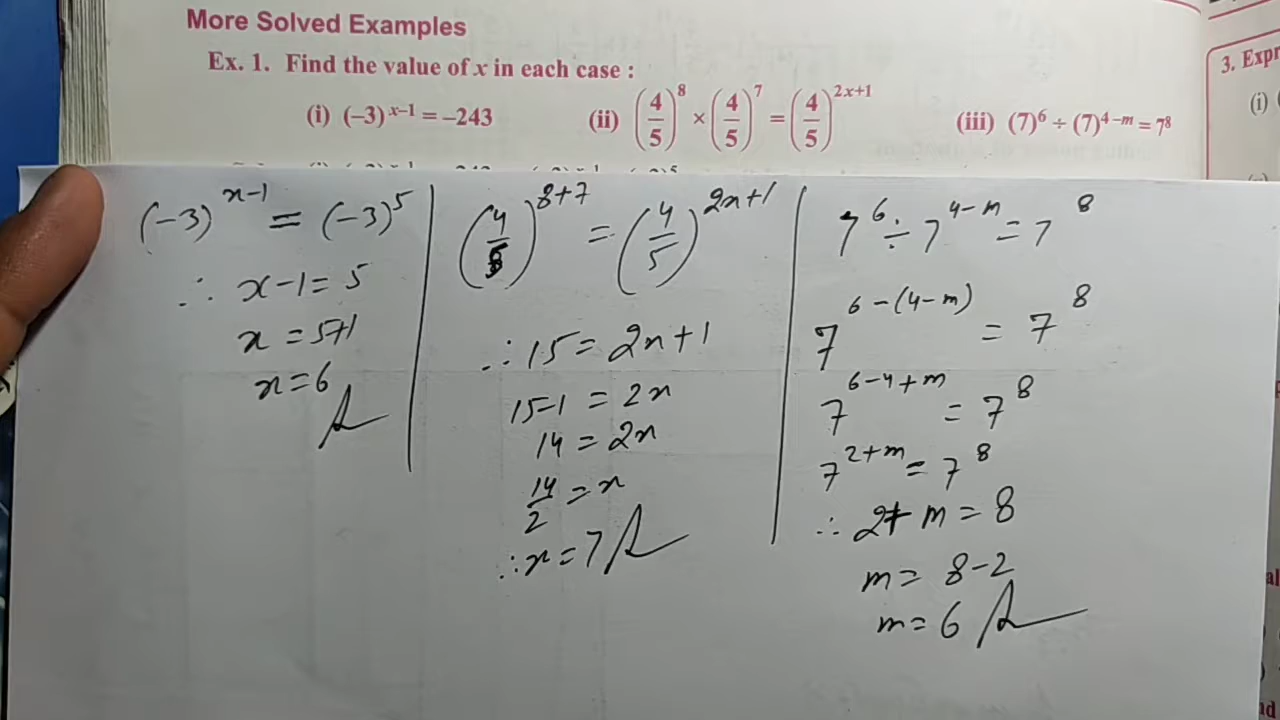 More Solved Examples
Ex. 1. Find the value of x in each case :
(i) (–3)^{x–1} = –243 (ii) (4/5)^8 × (4/5)^7 = (4/5)^{2x+1} (iii) (7)^6 ÷ (7)^{4–m} = 7^8
3. Expr
(i)
(-3)^{x-1} = (-3)^5
∴ x-1=5
x = 5+1
x=6
(4/5)^{8+7} = (4/5)^{2x+1}
∴ 15 = 2x+1
15-1 = 2x
14 = 2x
14/2 = x
∴ x = 7
7^6 ÷ 7^{4-m} = 7^8
7^{6-(4-m)} = 7^8
7^{6-4+m} = 7^8
7^{2+m} = 7^8
∴ 2+m = 8
m = 8-2
m = 6